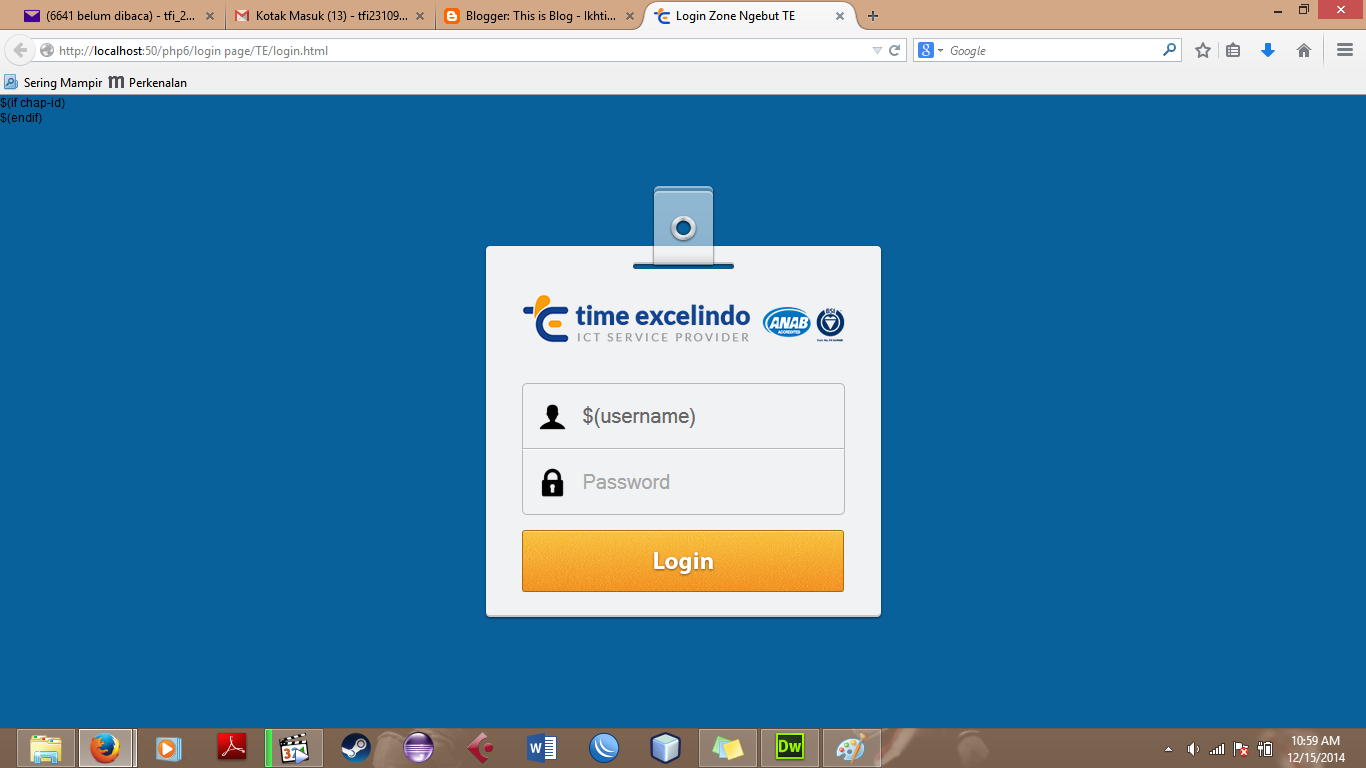 (6641 belum dibaca) - tfi_2...
Kotak Masuk (13) - tfi23109...
Blogger: This is Blog - Ikhti...
Login Zone Ngebut TE
http://localhost:50/php6/login page/TE/login.html
Google
Sering Mampir
Perkenalan
$(if chap-id)
$(endif)
time excelindo
ICT SERVICE PROVIDER
ANAB
ACCREDITED
BSI
$(username)
Password
Login
Dw
10:59 AM
12/15/2014